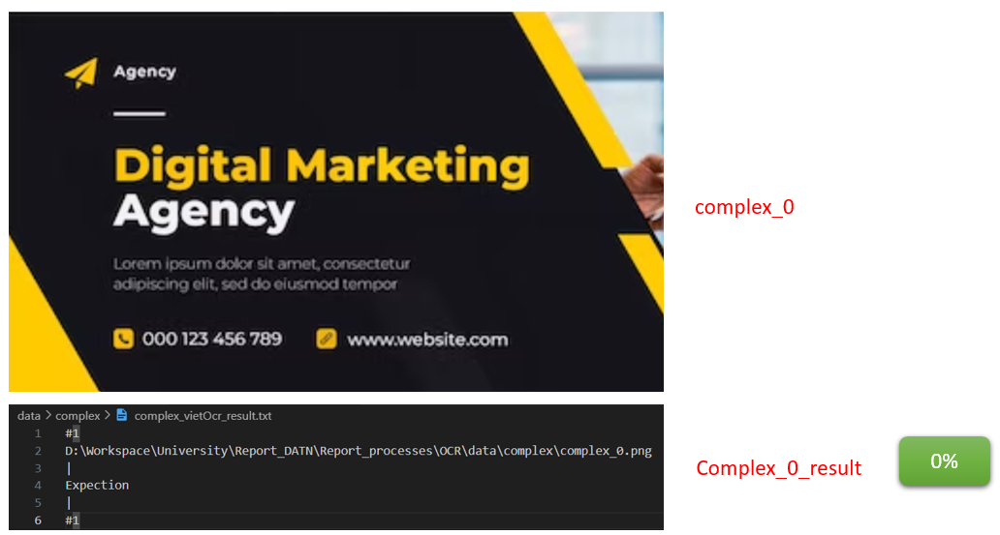 Agency
Digital Marketing
Agency
Lorem ipsum dolor sit amet, consectetur
adipiscing elit, sed do eiusmod tempor
000 123 456 789 www.website.com
complex_0
data > complex > complex_vietOcr_result.txt
1 #1
2 D:\Workspace\University\Report_DATN\Report_processes\OCR\data\complex\complex_0.png
3 |
4 Expection
5 |
6 #1
Complex_0_result
0%